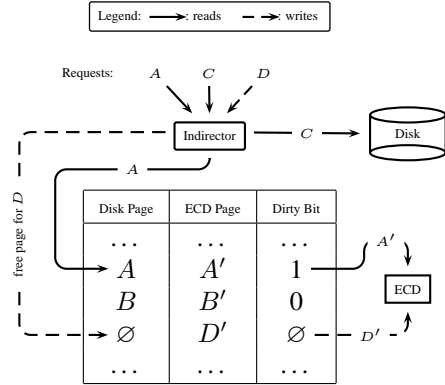 Legend: : reads : writes
Requests: A C D
Indirector
C
Disk
A
free page for D
Disk Page ECD Page Dirty Bit
... ... ...
A A′ 1
A′
B B′ 0
ECD
∅ D′ ∅
D′
... ... ...